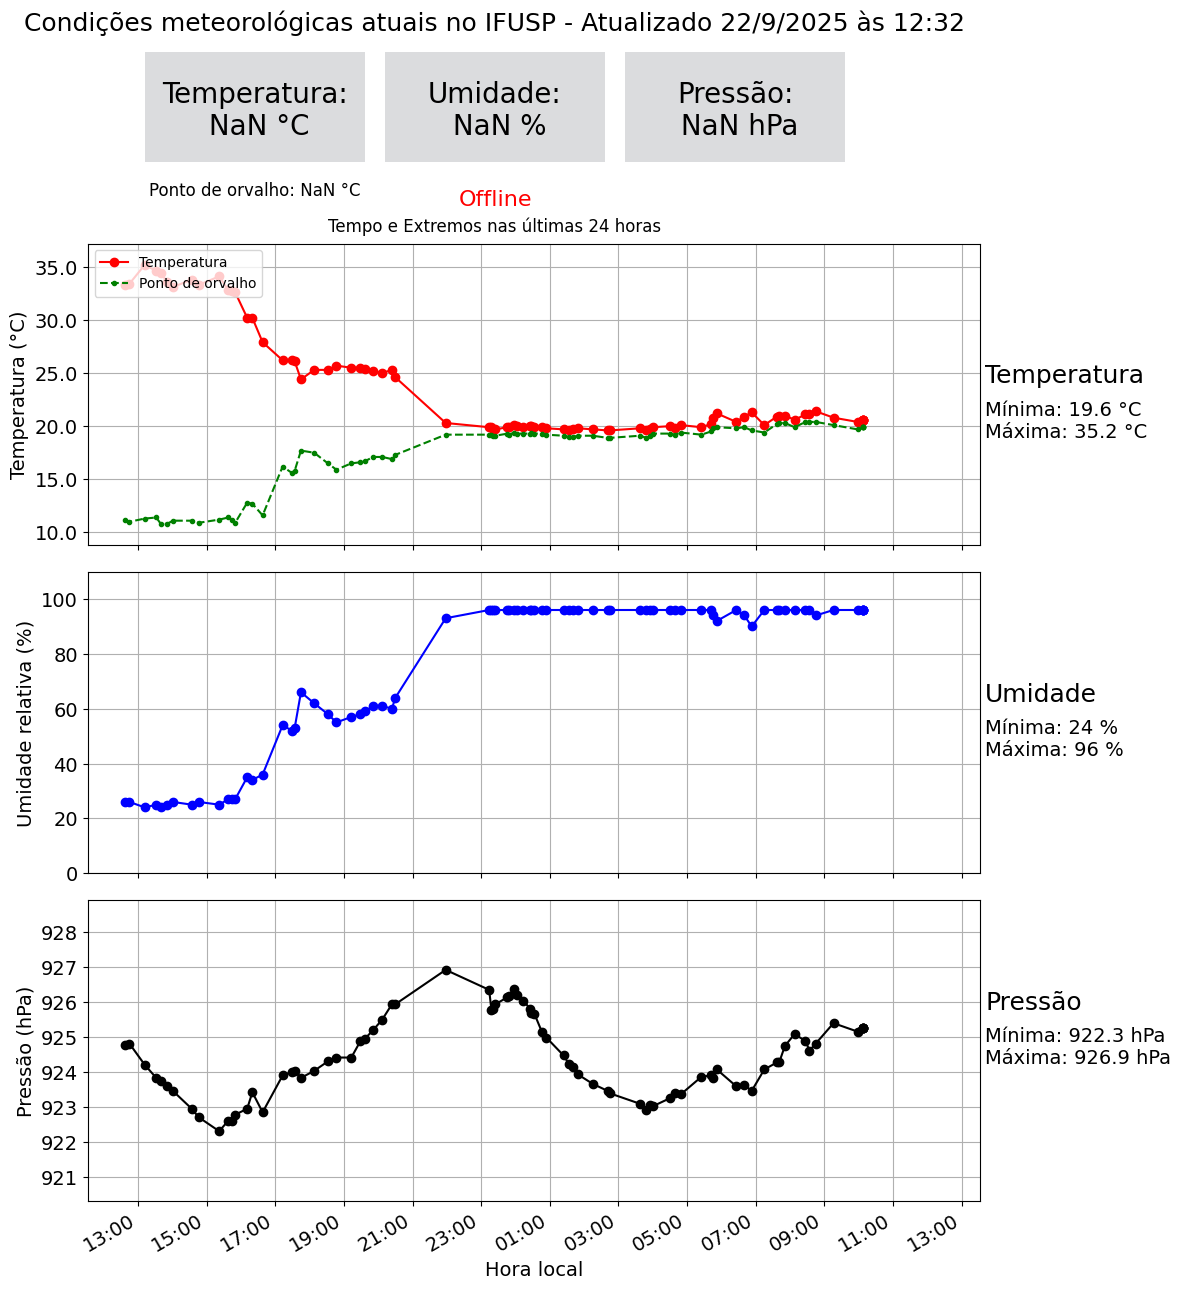 Condições meteorológicas atuais no IFUSP - Atualizado 22/9/2025 às 12:32
Temperatura:
NaN °C
Umidade:
NaN %
Pressão:
NaN hPa
Ponto de orvalho: NaN °C
Offline
Tempo e Extremos nas últimas 24 horas
Temperatura
Ponto de orvalho
Temperatura (°C)
35.0
30.0
25.0
20.0
15.0
10.0
Temperatura
Mínima: 19.6 °C
Máxima: 35.2 °C
Umidade relativa (%)
100
80
60
40
20
0
Umidade
Mínima: 24 %
Máxima: 96 %
Pressão (hPa)
928
927
926
925
924
923
922
921
Pressão
Mínima: 922.3 hPa
Máxima: 926.9 hPa
13:00 15:00 17:00 19:00 21:00 23:00 01:00 03:00 05:00 07:00 09:00 11:00 13:00
Hora local